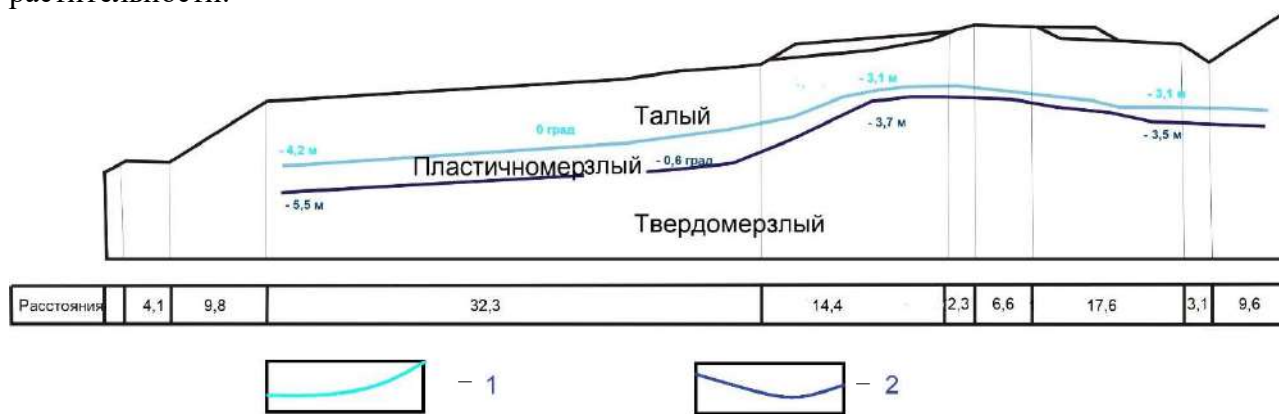 растительности.
- 3,1 м
- 3,1 м
Талый
0 град
- 3,7 м
- 3,5 м
- 4,2 м
Пластичномерзлый
- 0,6 град
- 5,5 м
Твердомерзлый
Расстояния 4,1 9,8 32,3 14,4 2,3 6,6 17,6 3,1 9,6
– 1 – 2